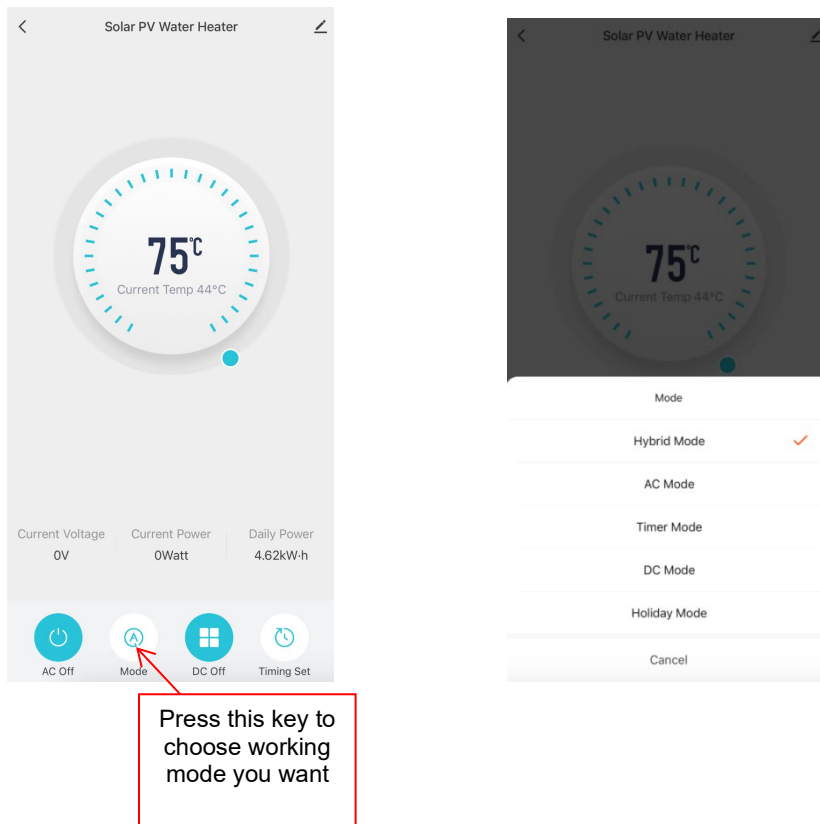 Solar PV Water Heater
75°C
Current Temp 44°C
Current Voltage Current Power Daily Power
0V 0Watt 4.62kW·h
AC Off Mode DC Off Timing Set
Press this key to
choose working
mode you want
Solar PV Water Heater
75°C
Current Temp 44°C
Mode
Hybrid Mode
AC Mode
Timer Mode
DC Mode
Holiday Mode
Cancel